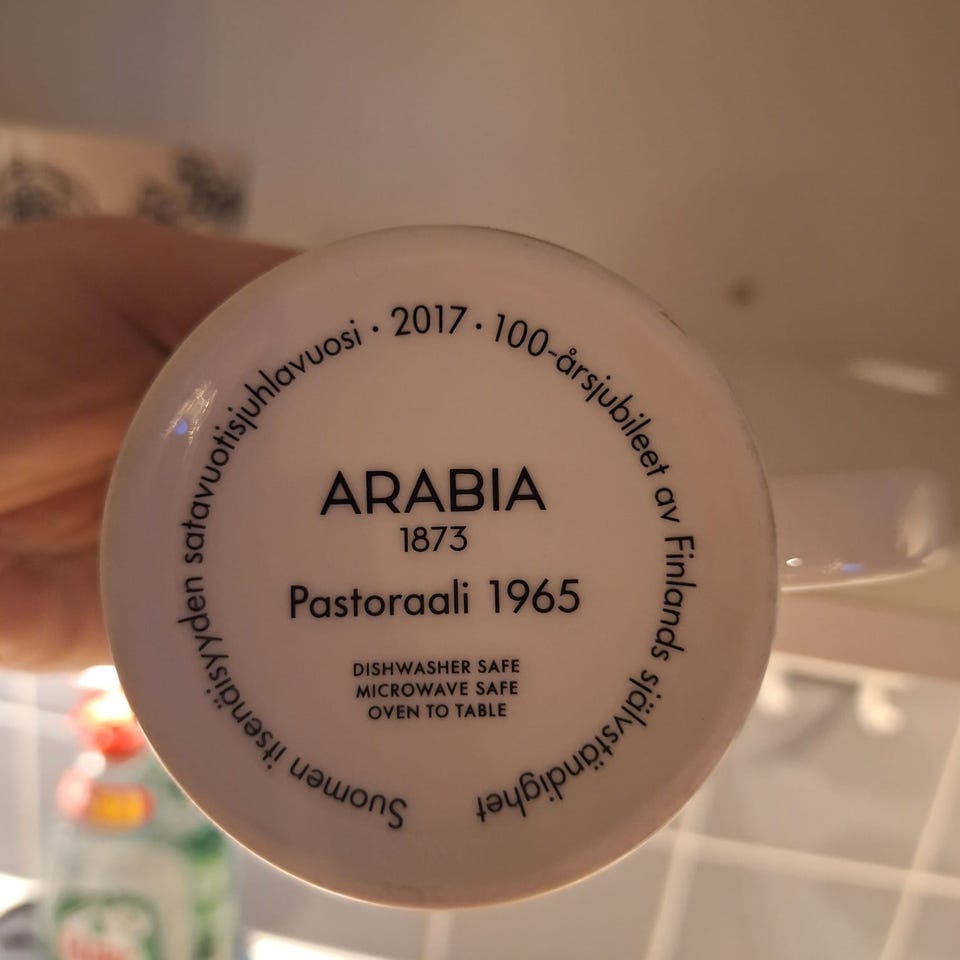 Suomen itsenäisyyden satavuotisjuhlavuosi · 2017 · 100-årsjubileet av Finlands självständighet
ARABIA
1873
Pastoraali 1965
DISHWASHER SAFE
MICROWAVE SAFE
OVEN TO TABLE